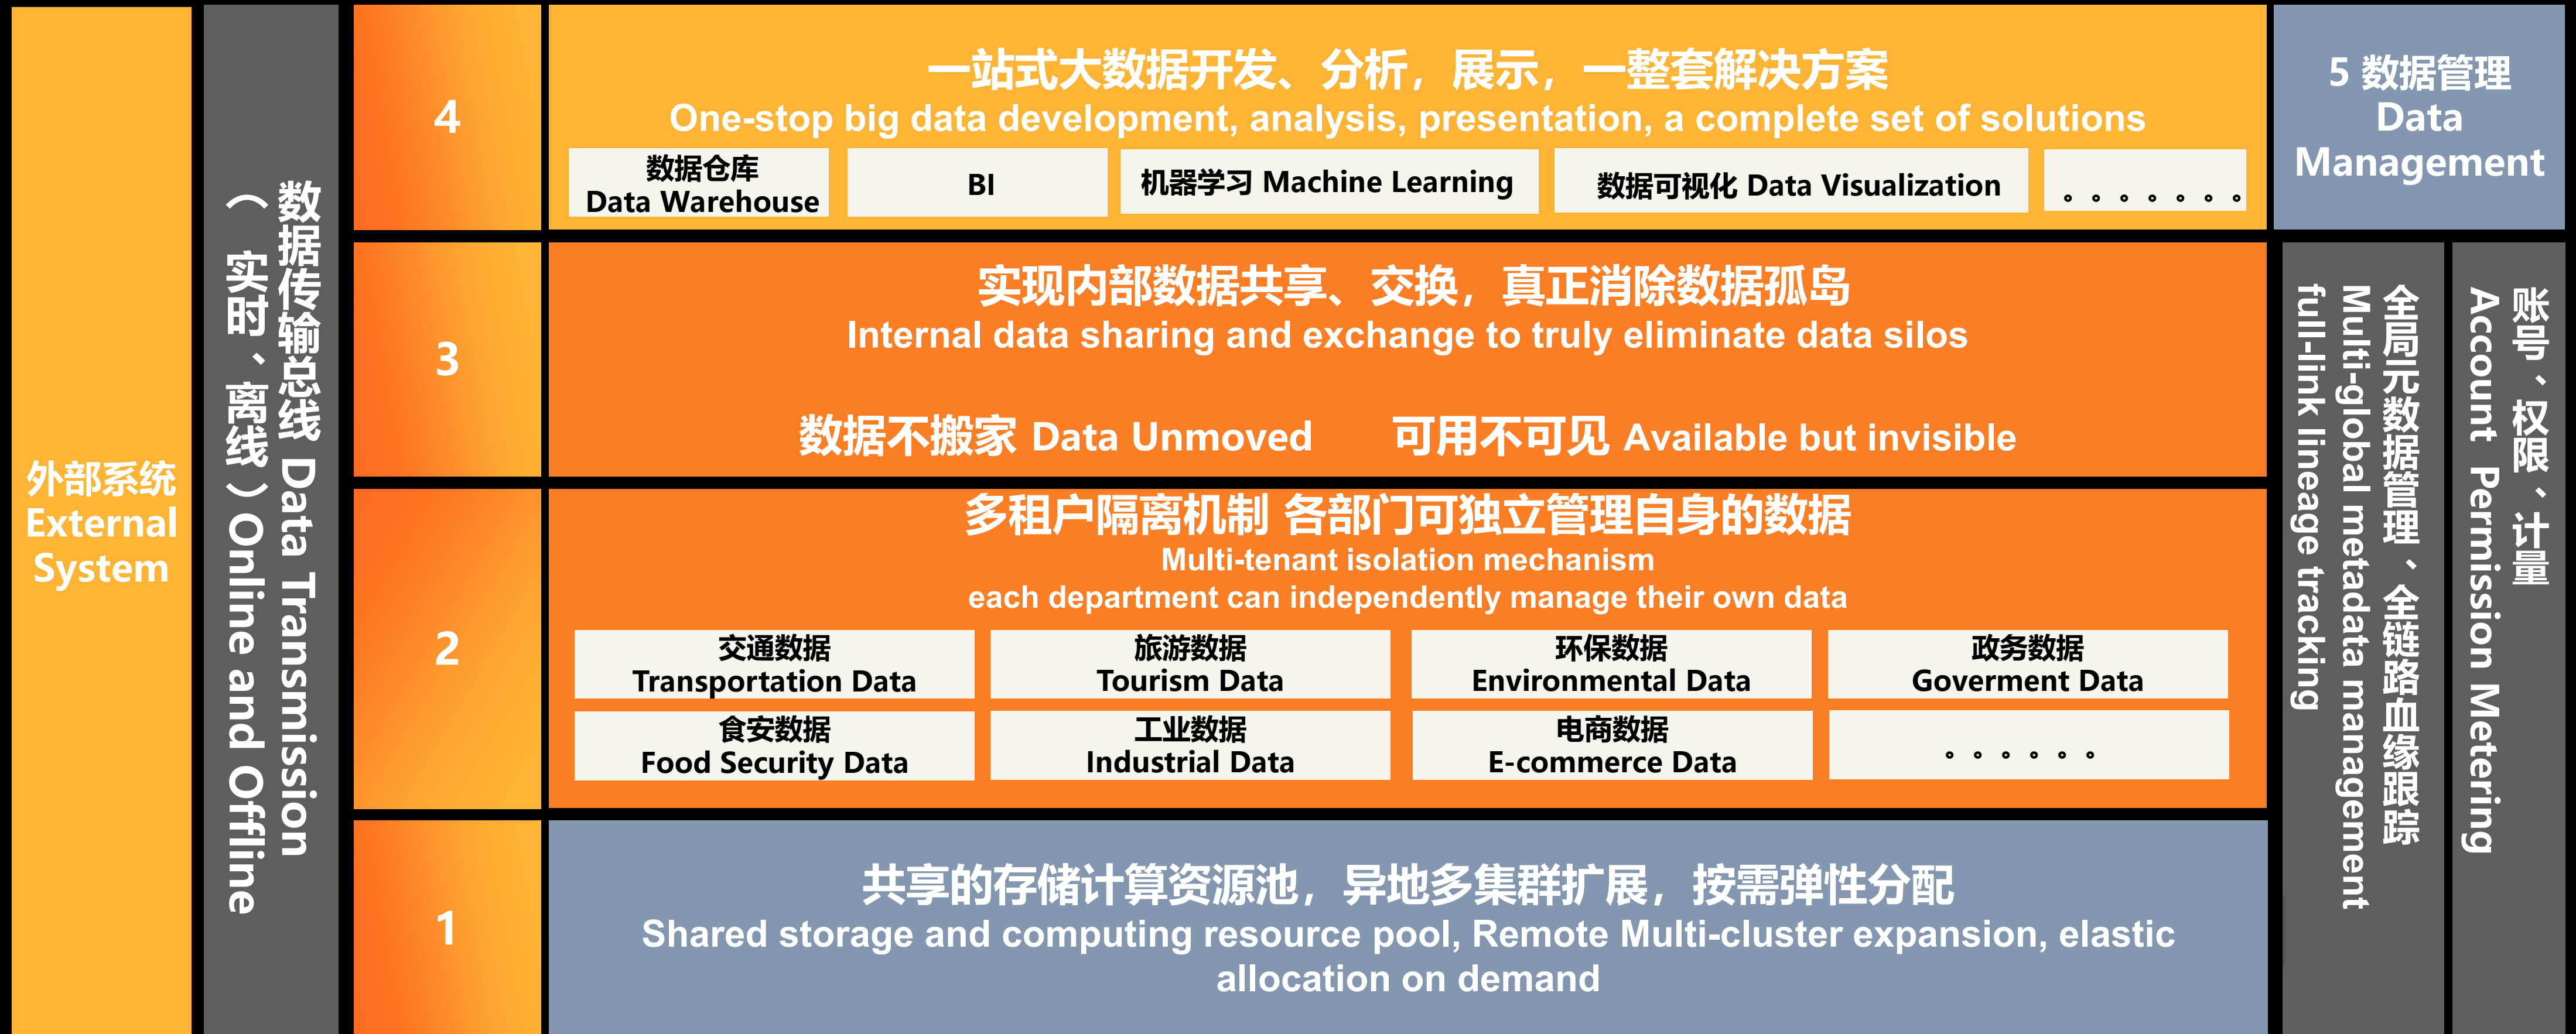 外部系统
External
System
数据传输总线 Data Transmission
（ 实时、离线）Online and Offline
4
一站式大数据开发、分析，展示，一整套解决方案
One-stop big data development, analysis, presentation, a complete set of solutions
数据仓库
Data Warehouse
BI
机器学习 Machine Learning
数据可视化 Data Visualization
。。。。。。。
3
实现内部数据共享、交换，真正消除数据孤岛
Internal data sharing and exchange to truly eliminate data silos
数据不搬家 Data Unmoved
可用不可见 Available but invisible
2
多租户隔离机制 各部门可独立管理自身的数据
Multi-tenant isolation mechanism
each department can independently manage their own data
交通数据
Transportation Data
旅游数据
Tourism Data
环保数据
Environmental Data
政务数据
Goverment Data
食安数据
Food Security Data
工业数据
Industrial Data
电商数据
E-commerce Data
。。。。。。
1
共享的存储计算资源池，异地多集群扩展，按需弹性分配
Shared storage and computing resource pool, Remote Multi-cluster expansion, elastic
allocation on demand
5 数据管理
Data
Management
全局元数据管理、全链路血缘跟踪
Multi-global metadata management
full-link lineage tracking
账号、权限、计量
Account Permission Metering